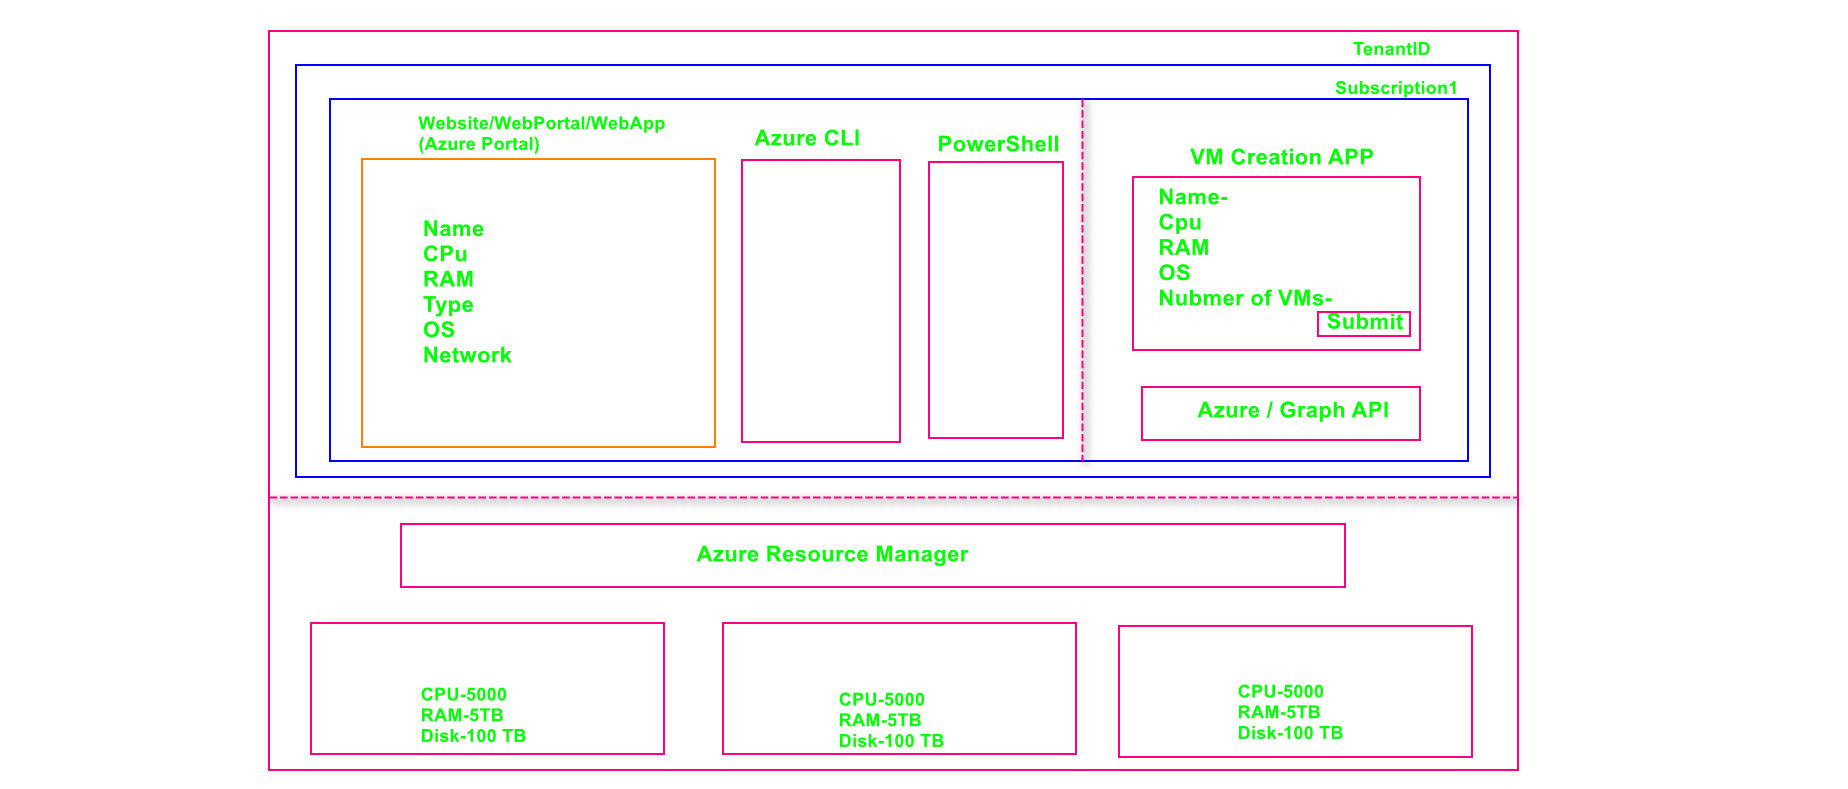 TenantID
Subscription1
Website/WebPortal/WebApp
(Azure Portal)
Name
CPu
RAM
Type
OS
Network
Azure CLI
PowerShell
VM Creation APP
Name-
Cpu
RAM
OS
Nubmer of VMs-
Submit
Azure / Graph API
Azure Resource Manager
CPU-5000
RAM-5TB
Disk-100 TB
CPU-5000
RAM-5TB
Disk-100 TB
CPU-5000
RAM-5TB
Disk-100 TB